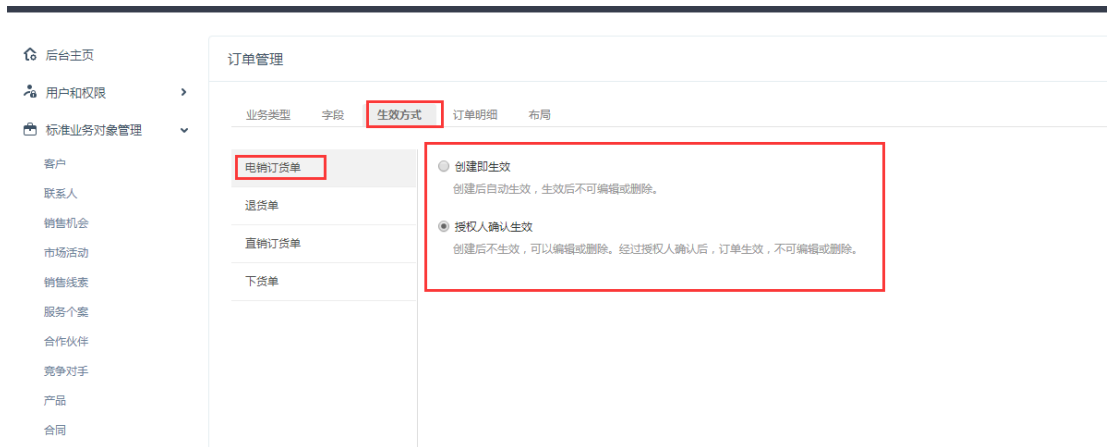 后台主页
用户和权限
标准业务对象管理
客户
联系人
销售机会
市场活动
销售线索
服务个案
合作伙伴
竞争对手
产品
合同
订单管理
业务类型 字段 生效方式 订单明细 布局
电销订货单
退货单
直销订货单
下货单
创建即生效
创建后自动生效，生效后不可编辑或删除。
授权人确认生效
创建后不生效，可以编辑或删除。经过授权人确认后，订单生效，不可编辑或删除。